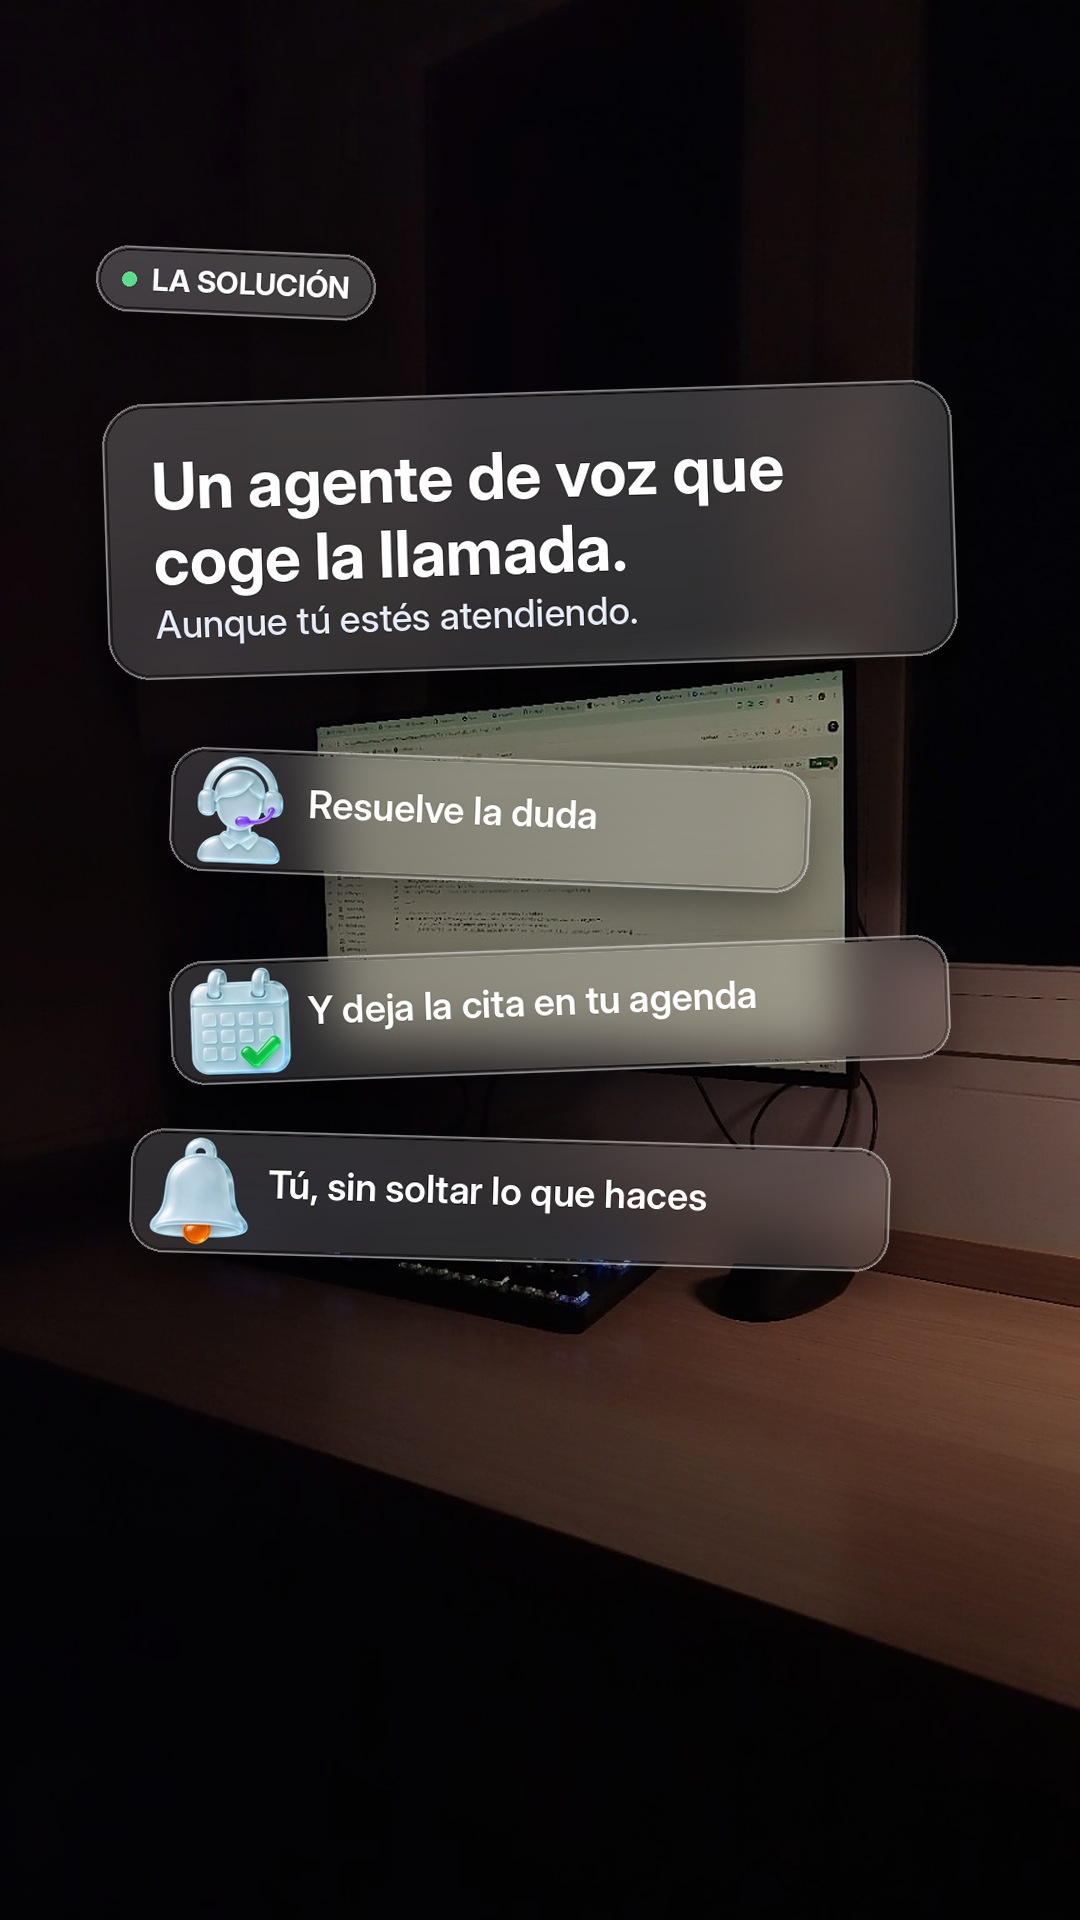 LA SOLUCIÓN
Un agente de voz que
coge la llamada.
Aunque tú estés atendiendo.
Resuelve la duda
Y deja la cita en tu agenda
Tú, sin soltar lo que haces